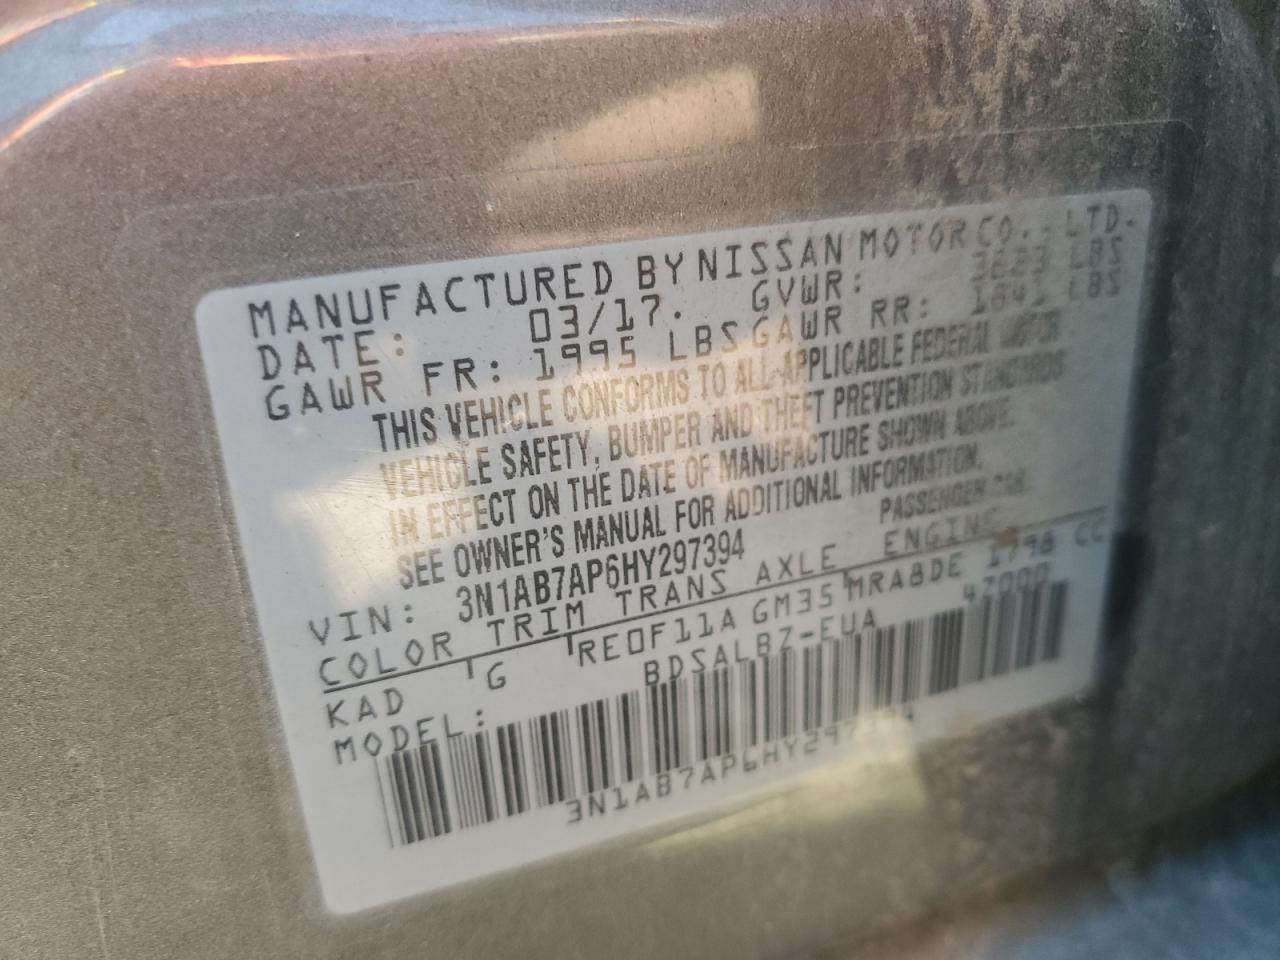 MANUFACTURED BY NISSAN MOTOR CO., LTD.
DATE: 03/17. GVWR: 3623 LBS
GAWR FR: 1995 LBS GAWR RR: 1841 LBS
THIS VEHICLE CONFORMS TO ALL APPLICABLE FEDERAL MOTOR
VEHICLE SAFETY, BUMPER AND THEFT PREVENTION STANDARDS
IN EFFECT ON THE DATE OF MANUFACTURE SHOWN ABOVE.
SEE OWNER'S MANUAL FOR ADDITIONAL INFORMATION.
VIN: 3N1AB7AP6HY297394 PASSENGER CAR
COLOR TRIM TRANS AXLE ENGINE
KAD G RE0F11A GM35 MRA8DE 1798 CC
MODEL: BDSALBZ-EUA 47000
3N1AB7AP6HY297394